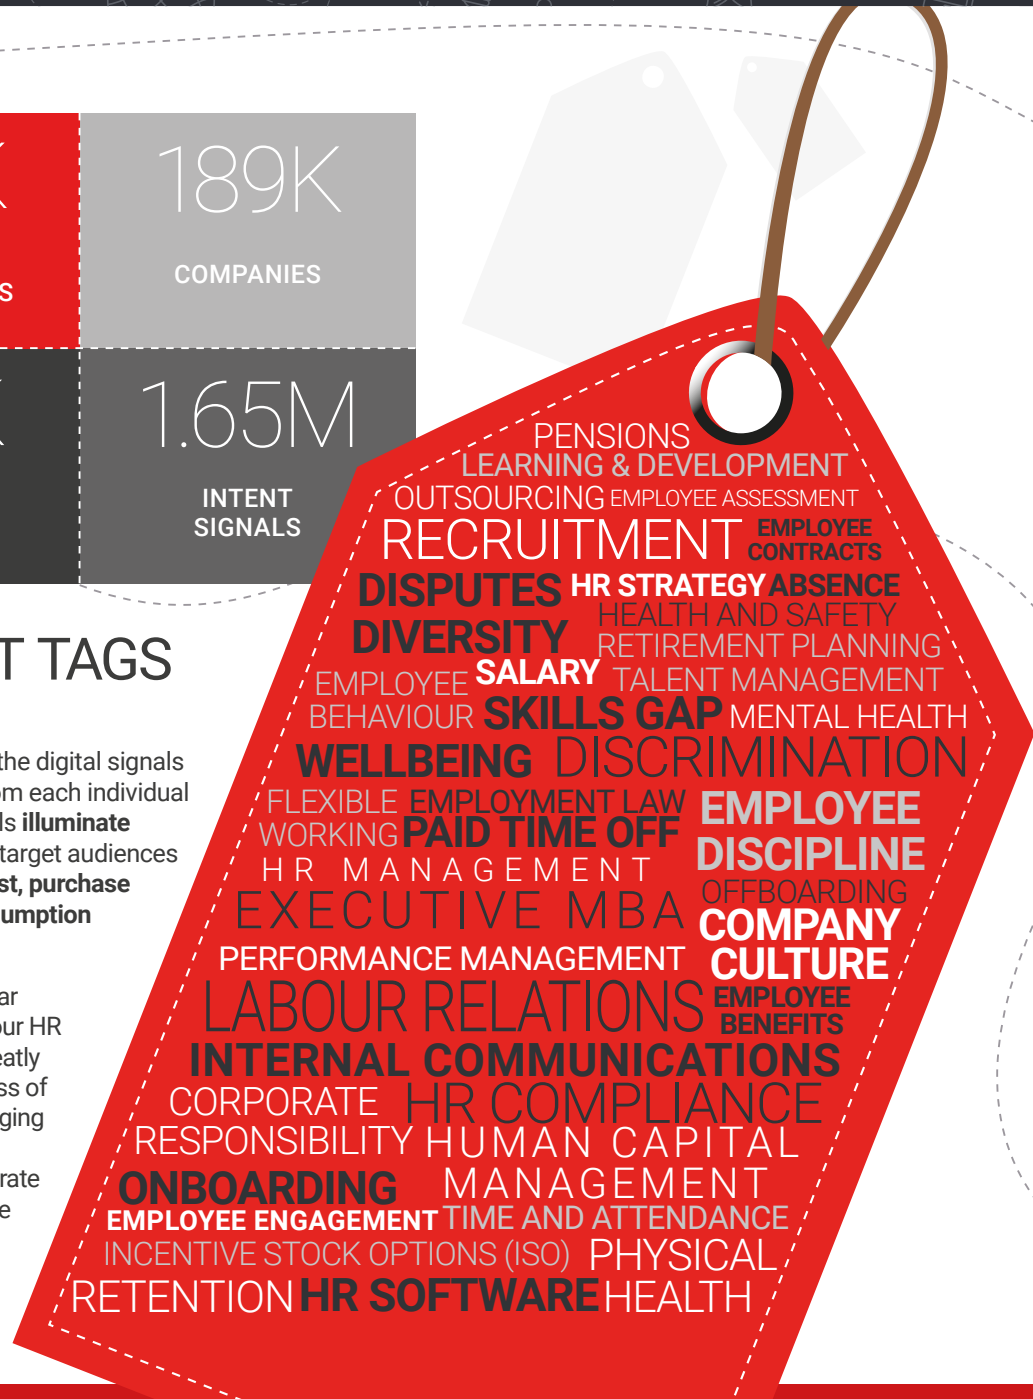 K
S
189K
COMPANIES
K
1.65M
INTENT
SIGNALS
T TAGS
the digital signals
om each individual
ls illuminate
target audiences
st, purchase
umption
ar
our HR
eatly
ss of
ging
rate
e
PENSIONS
LEARNING & DEVELOPMENT
OUTSOURCING EMPLOYEE ASSESSMENT
RECRUITMENT EMPLOYEE
CONTRACTS
DISPUTES HR STRATEGY ABSENCE
HEALTH AND SAFETY
DIVERSITY RETIREMENT PLANNING
EMPLOYEE SALARY TALENT MANAGEMENT
BEHAVIOUR SKILLS GAP MENTAL HEALTH
WELLBEING DISCRIMINATION
FLEXIBLE EMPLOYMENT LAW EMPLOYEE
WORKING PAID TIME OFF DISCIPLINE
HR MANAGEMENT OFFBOARDING
EXECUTIVE MBA COMPANY
PERFORMANCE MANAGEMENT CULTURE
LABOUR RELATIONS EMPLOYEE
BENEFITS
INTERNAL COMMUNICATIONS
CORPORATE HR COMPLIANCE
RESPONSIBILITY HUMAN CAPITAL
ONBOARDING MANAGEMENT
EMPLOYEE ENGAGEMENT TIME AND ATTENDANCE
INCENTIVE STOCK OPTIONS (ISO) PHYSICAL
RETENTION HR SOFTWARE HEALTH